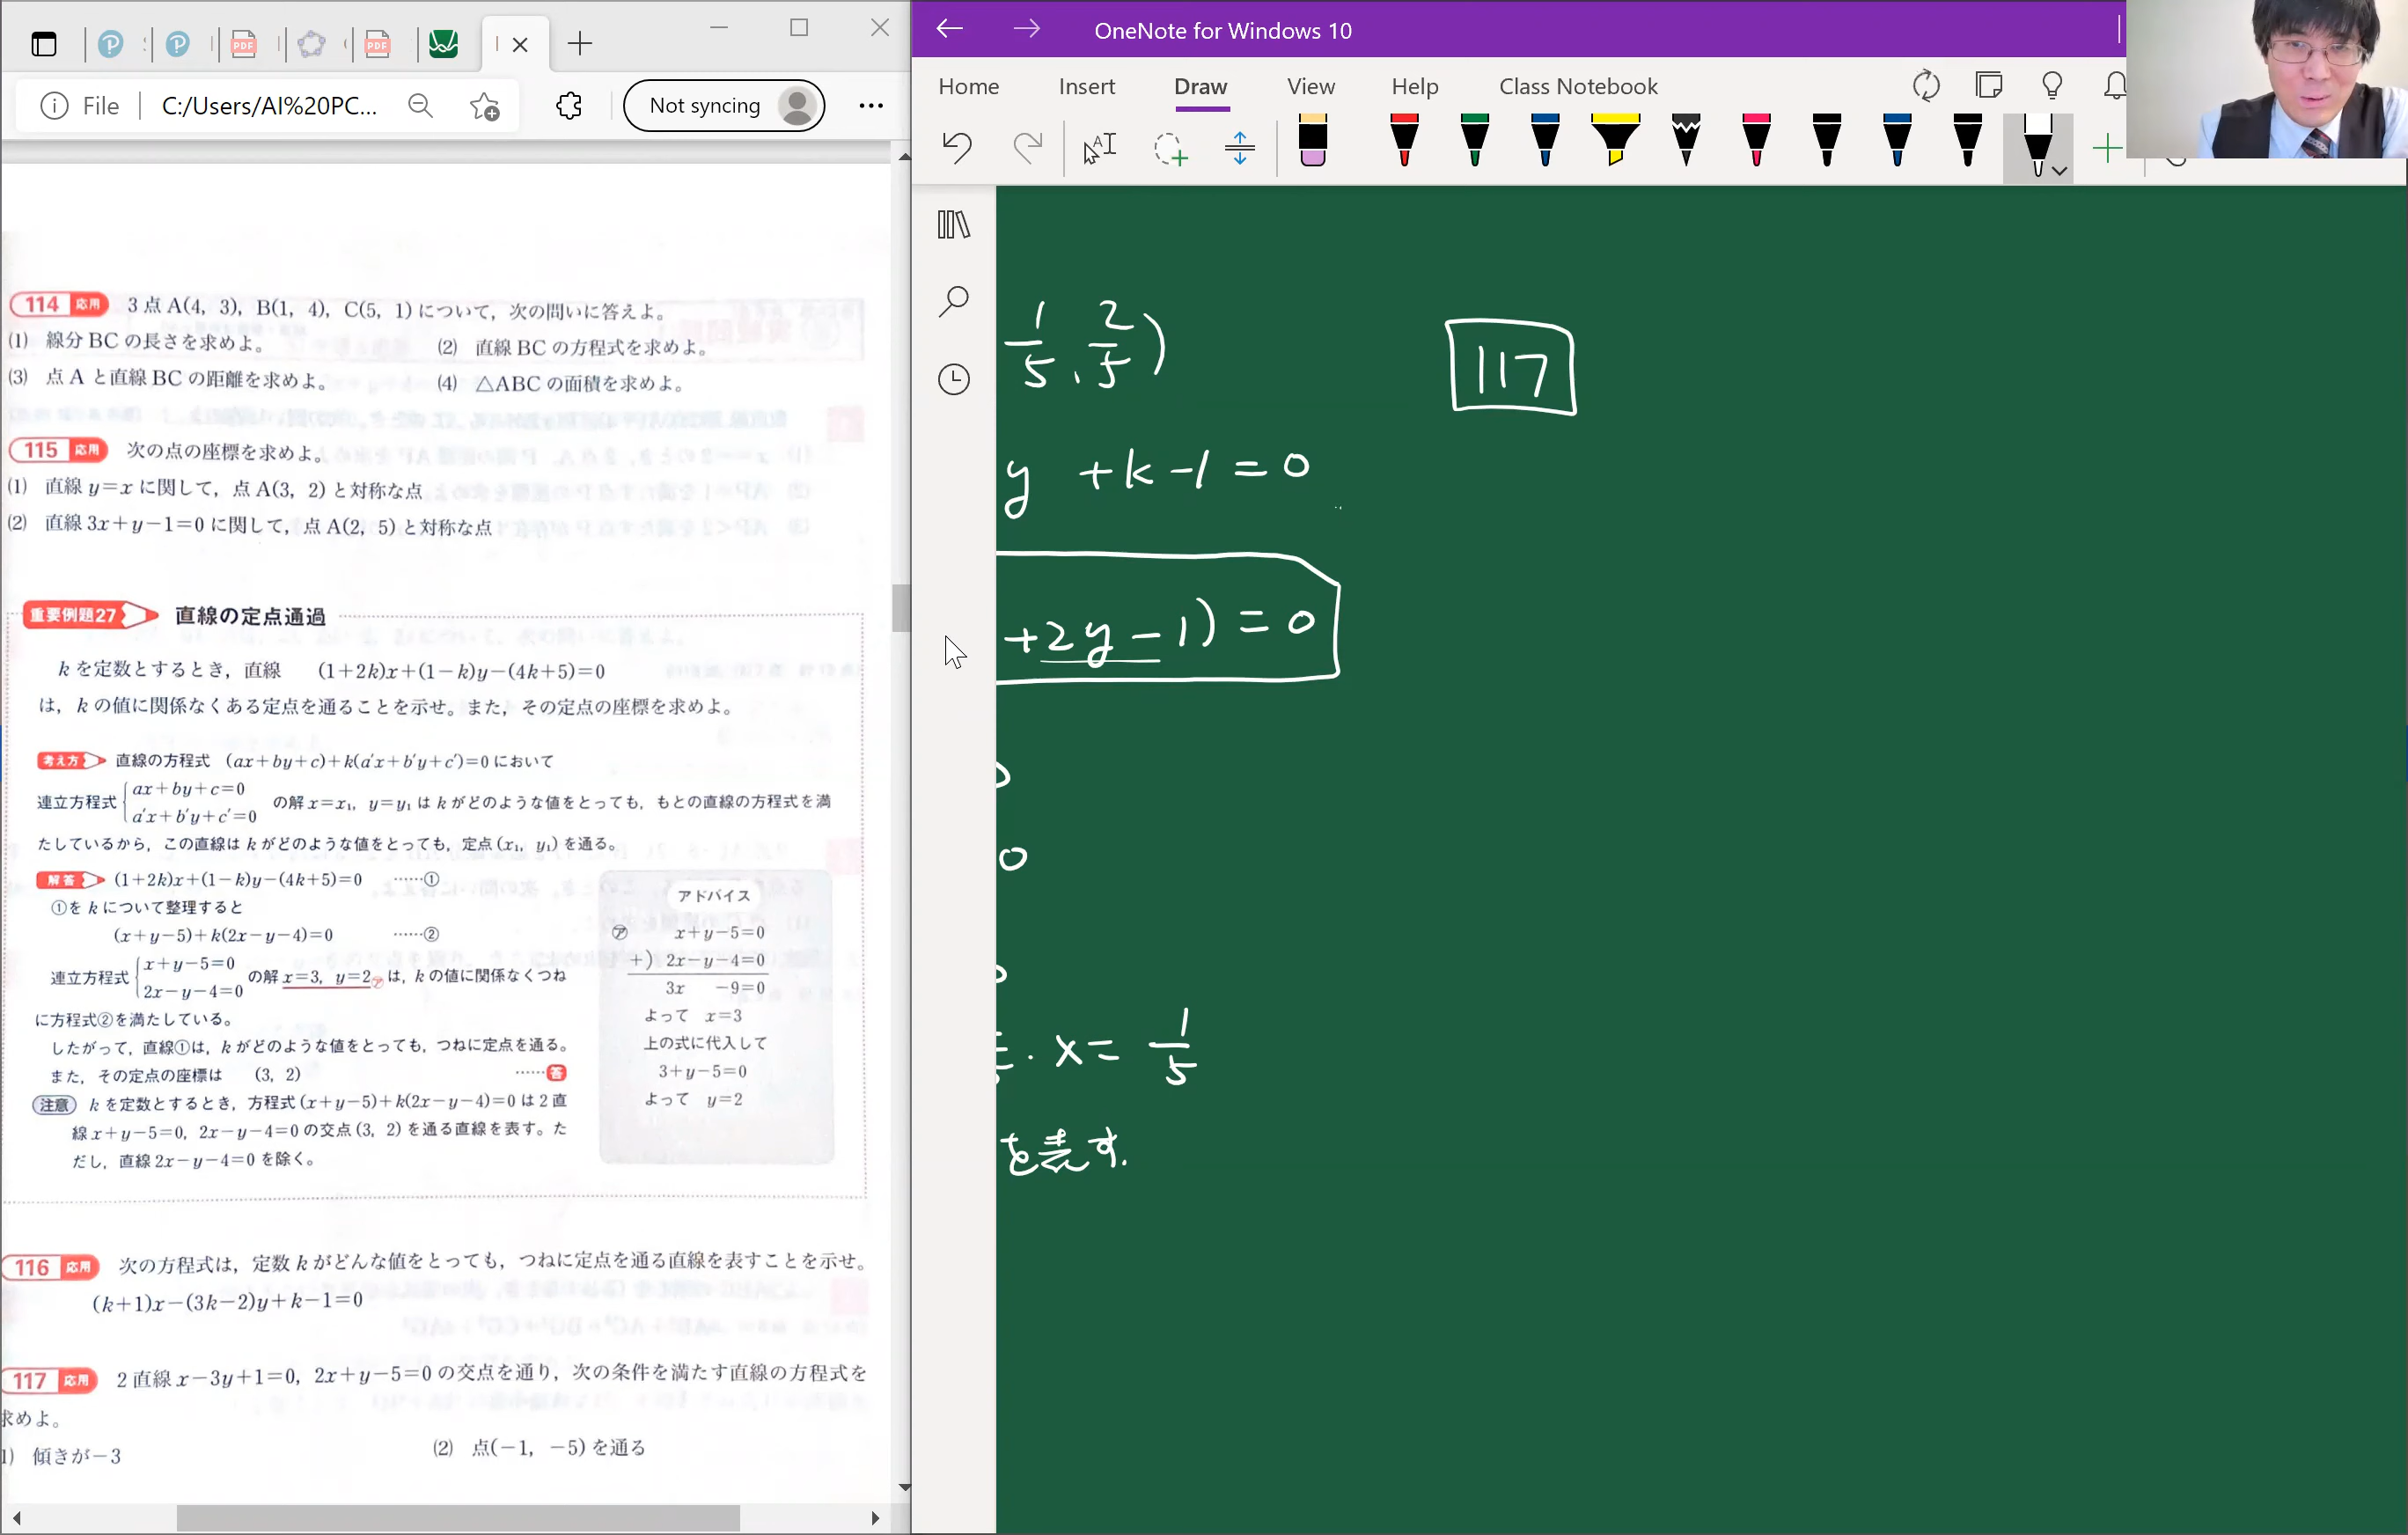 File C:/Users/AI%20PC... Not syncing
OneNote for Windows 10
Home Insert Draw View Help Class Notebook
114 応用 3点A(4, 3), B(1, 4), C(5, 1)について，次の問いに答えよ。
(1) 線分BCの長さを求めよ。 (2) 直線BCの方程式を求めよ。
(3) 点Aと直線BCの距離を求めよ。 (4) △ABCの面積を求めよ。
115 応用 次の点の座標を求めよ。
(1) 直線y=xに関して，点A(3, 2)と対称な点
(2) 直線3x+y−1=0に関して，点A(2, 5)と対称な点
重要例題27 直線の定点通過
kを定数とするとき，直線 (1+2k)x+(1−k)y−(4k+5)=0
は，kの値に関係なくある定点を通ることを示せ。また，その定点の座標を求めよ。
考え方 直線の方程式 (ax+by+c)+k(a′x+b′y+c′)=0において
連立方程式{ax+by+c=0
a′x+b′y+c′=0 の解x=x₁, y=y₁はkがどのような値をとっても，もとの直線の方程式を満
たしているから，この直線はkがどのような値をとっても，定点(x₁, y₁)を通る。
解答 (1+2k)x+(1−k)y−(4k+5)=0 ……①
①をkについて整理すると
(x+y−5)+k(2x−y−4)=0 ……②
連立方程式{x+y−5=0
2x−y−4=0 の解x=3, y=2㋐は，kの値に関係なくつね
に方程式②を満たしている。
したがって，直線①は，kがどのような値をとっても，つねに定点を通る。
また，その定点の座標は (3, 2) ……答
注意 kを定数とするとき，方程式(x+y−5)+k(2x−y−4)=0は2直
線x+y−5=0, 2x−y−4=0の交点(3, 2)を通る直線を表す。た
だし，直線2x−y−4=0を除く。
アドバイス
㋐ x+y−5=0
+) 2x−y−4=0
3x −9=0
よって x=3
上の式に代入して
3+y−5=0
よって y=2
116 応用 次の方程式は，定数kがどんな値をとっても，つねに定点を通る直線を表すことを示せ。
(k+1)x−(3k−2)y+k−1=0
117 応用 2直線x−3y+1=0, 2x+y−5=0の交点を通り，次の条件を満たす直線の方程式を
求めよ。
1) 傾きが−3 (2) 点(−1, −5)を通る
1/5, 2/5)
117
y +k-1=0
+2y-1)=0
0
x=1/5
を表す.